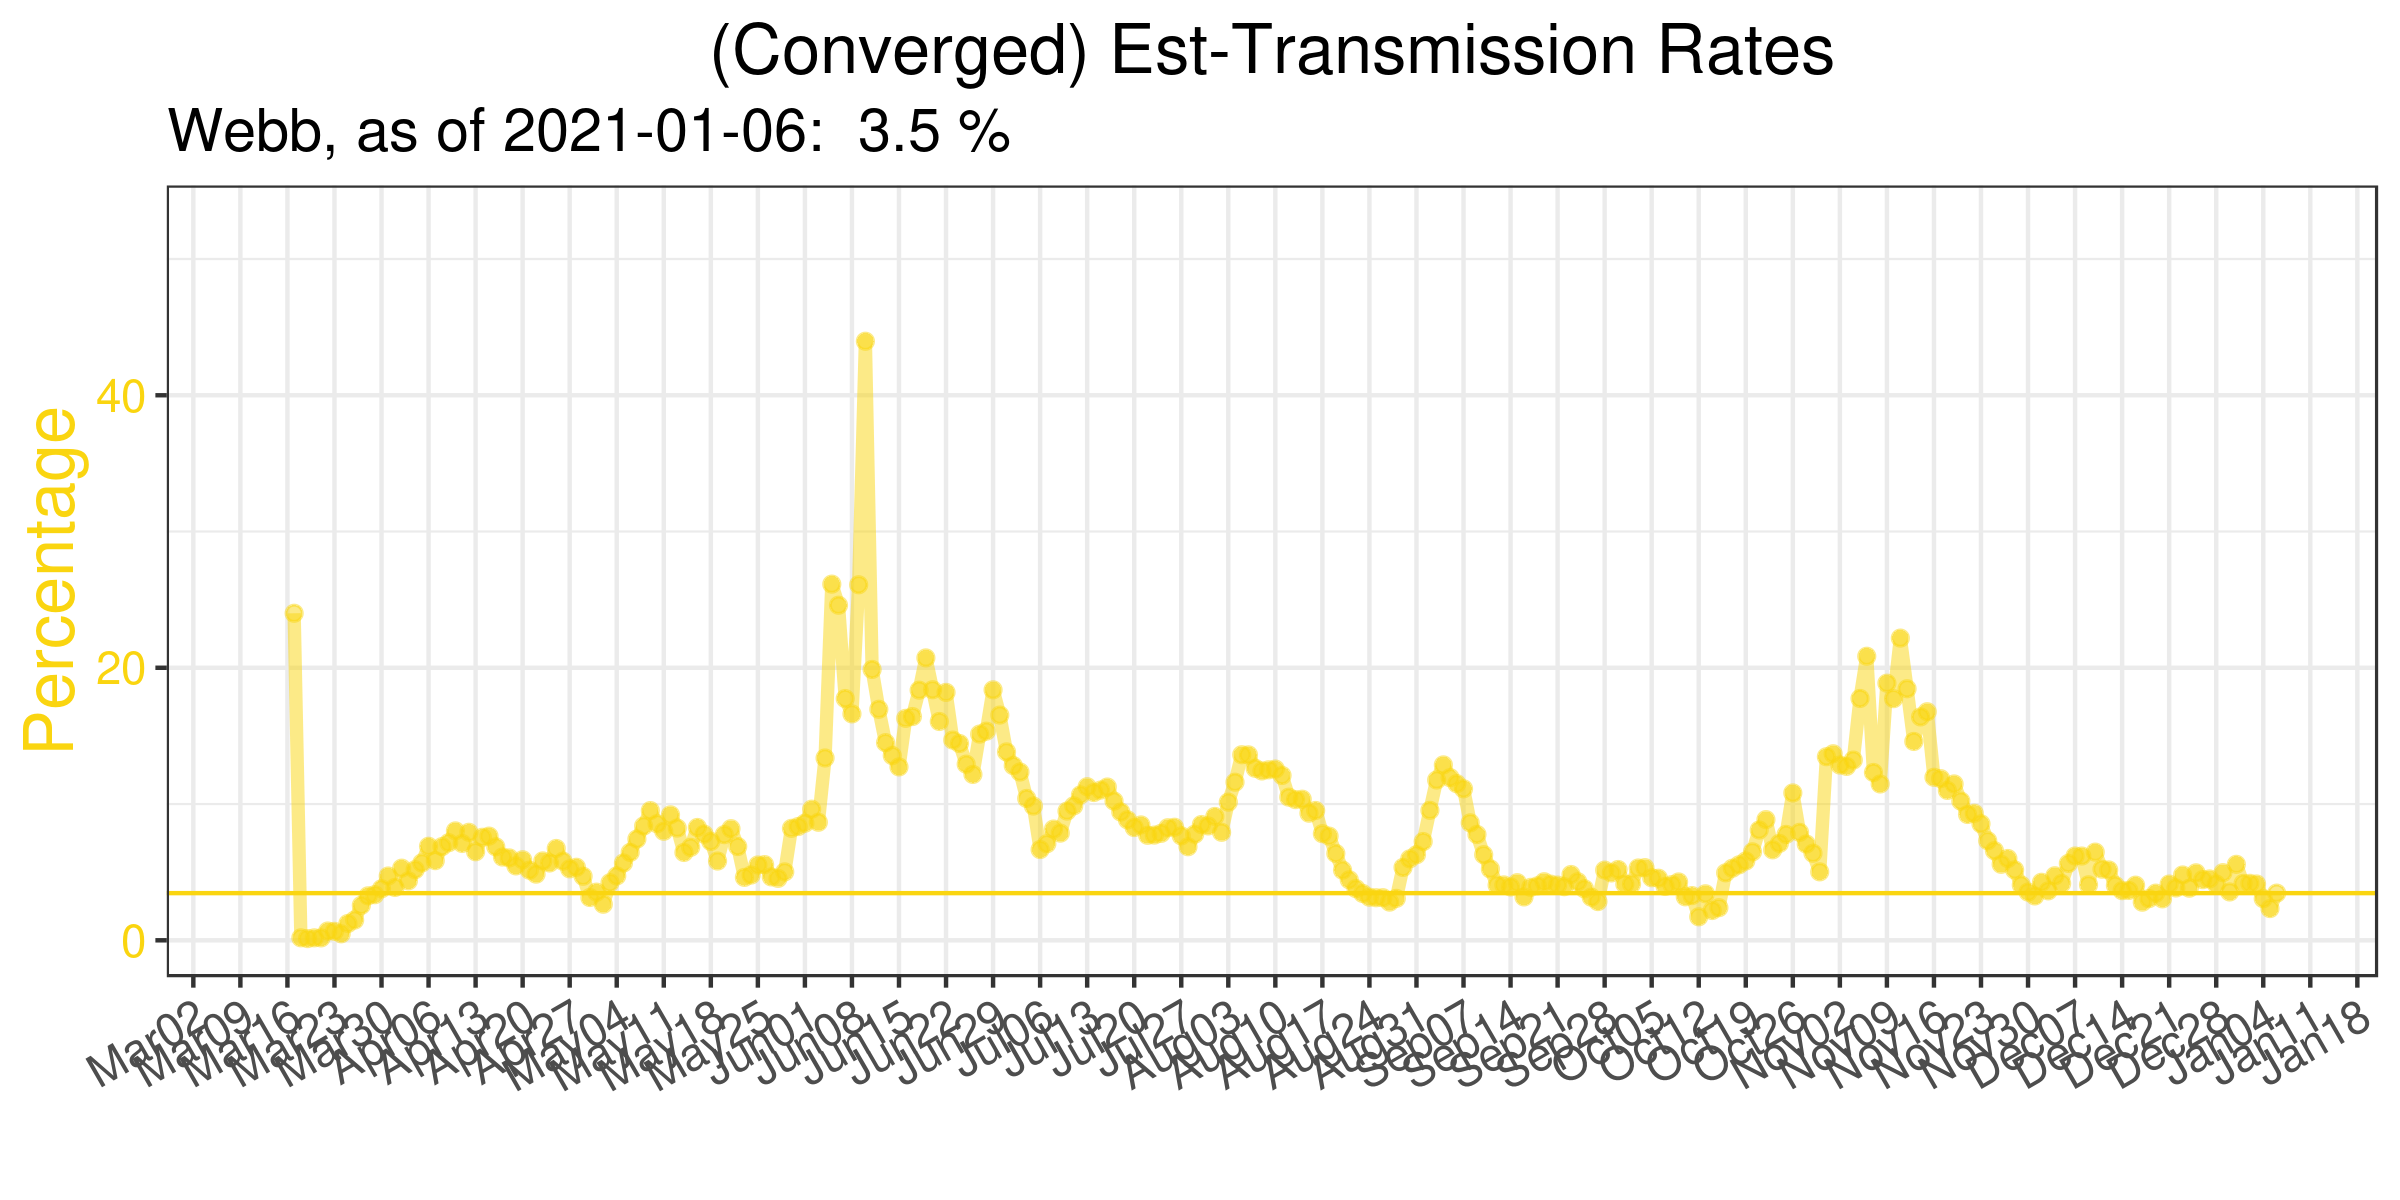 (Converged) Est-Transmission Rates
Webb, as of 2021-01-06:  3.5 %
Percentage
40
20
0
Mar02
Mar09
Mar16
Mar23
Mar30
Apr06
Apr13
Apr20
Apr27
May04
May11
May18
May25
Jun01
Jun08
Jun15
Jun22
Jun29
Jul06
Jul13
Jul20
Jul27
Aug03
Aug10
Aug17
Aug24
Aug31
Sep07
Sep14
Sep21
Sep28
Oct05
Oct12
Oct19
Oct26
Nov02
Nov09
Nov16
Nov23
Nov30
Dec07
Dec14
Dec21
Dec28
Jan04
Jan11
Jan18